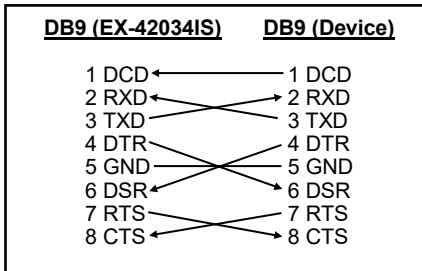 DB9 (EX-42034IS) DB9 (Device)
1 DCD 1 DCD
2 RXD 2 RXD
3 TXD 3 TXD
4 DTR 4 DTR
5 GND 5 GND
6 DSR 6 DSR
7 RTS 7 RTS
8 CTS 8 CTS